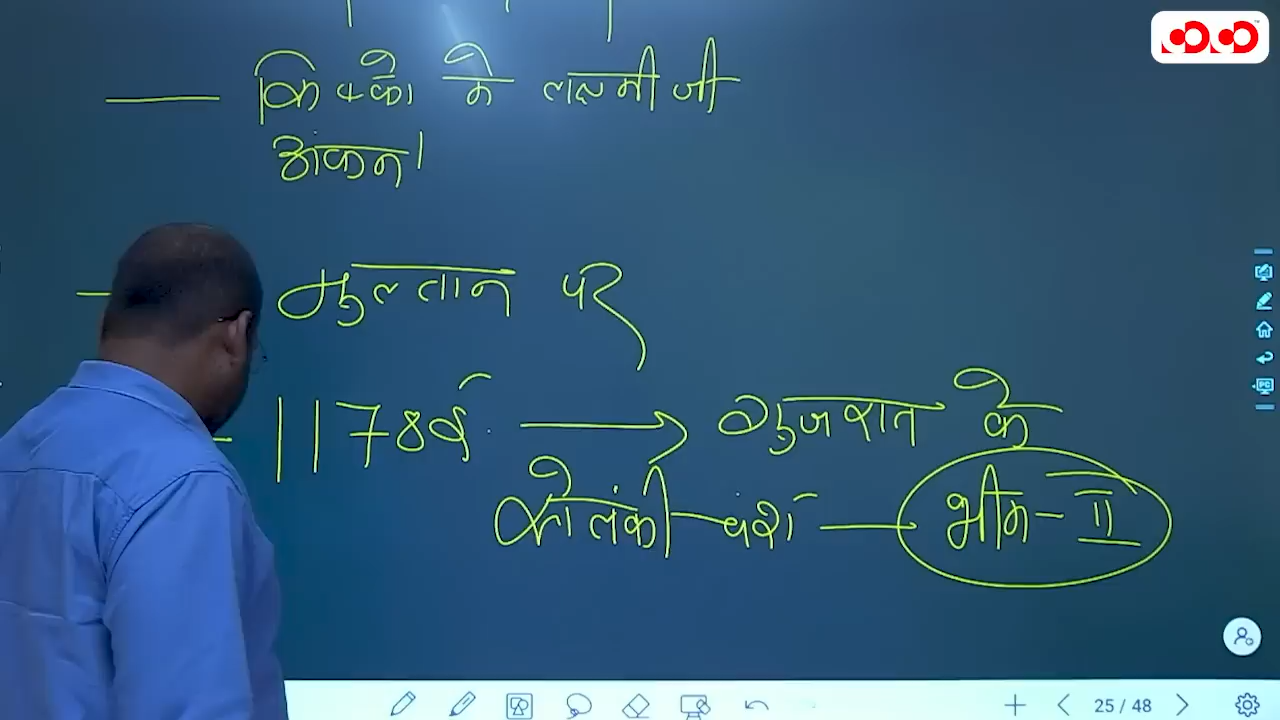 सिक्को मे लक्ष्मी जी
अंकन।
मुल्तान पर
1178ई. → गुजरात के
सोलंकी - वंश — भीम - II
25 / 48